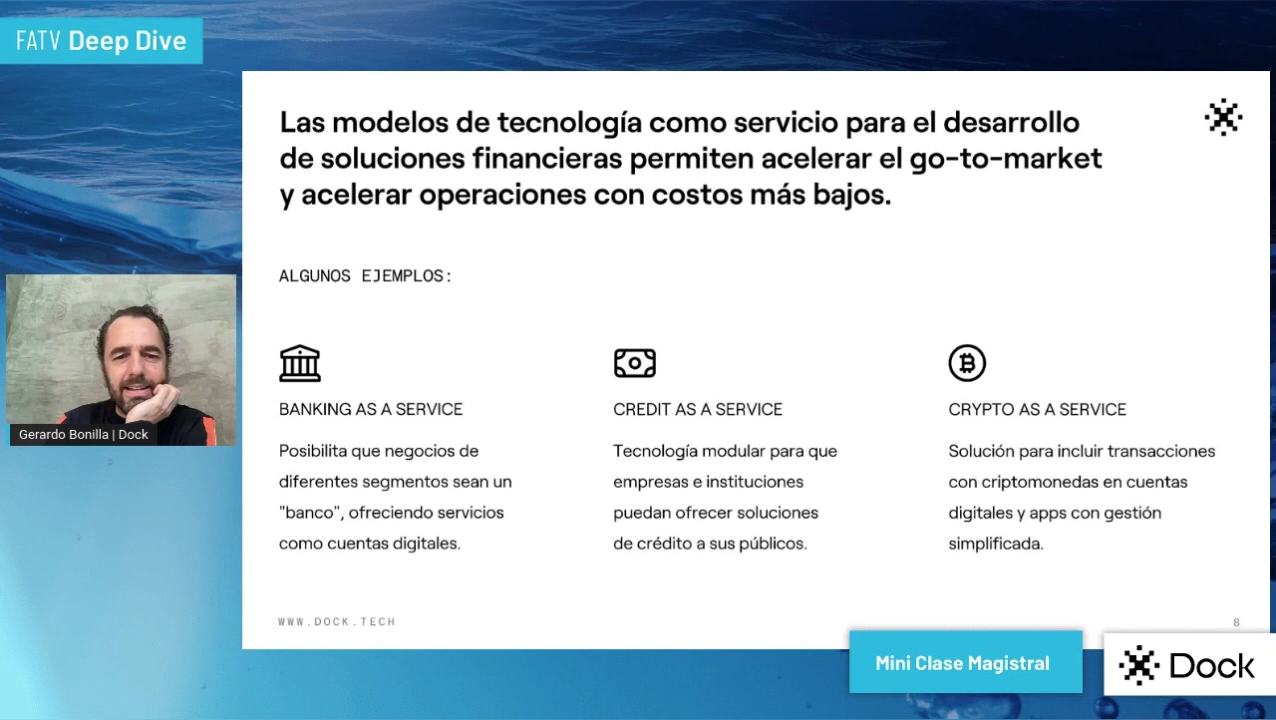 FATV Deep Dive
Las modelos de tecnología como servicio para el desarrollo
de soluciones financieras permiten acelerar el go-to-market
y acelerar operaciones con costos más bajos.
ALGUNOS EJEMPLOS:
BANKING AS A SERVICE
Posibilita que negocios de
diferentes segmentos sean un
"banco", ofreciendo servicios
como cuentas digitales.
CREDIT AS A SERVICE
Tecnología modular para que
empresas e instituciones
puedan ofrecer soluciones
de crédito a sus públicos.
CRYPTO AS A SERVICE
Solución para incluir transacciones
con criptomonedas en cuentas
digitales y apps con gestión
simplificada.
Gerardo Bonilla | Dock
WWW.DOCK.TECH
8
Mini Clase Magistral
Dock